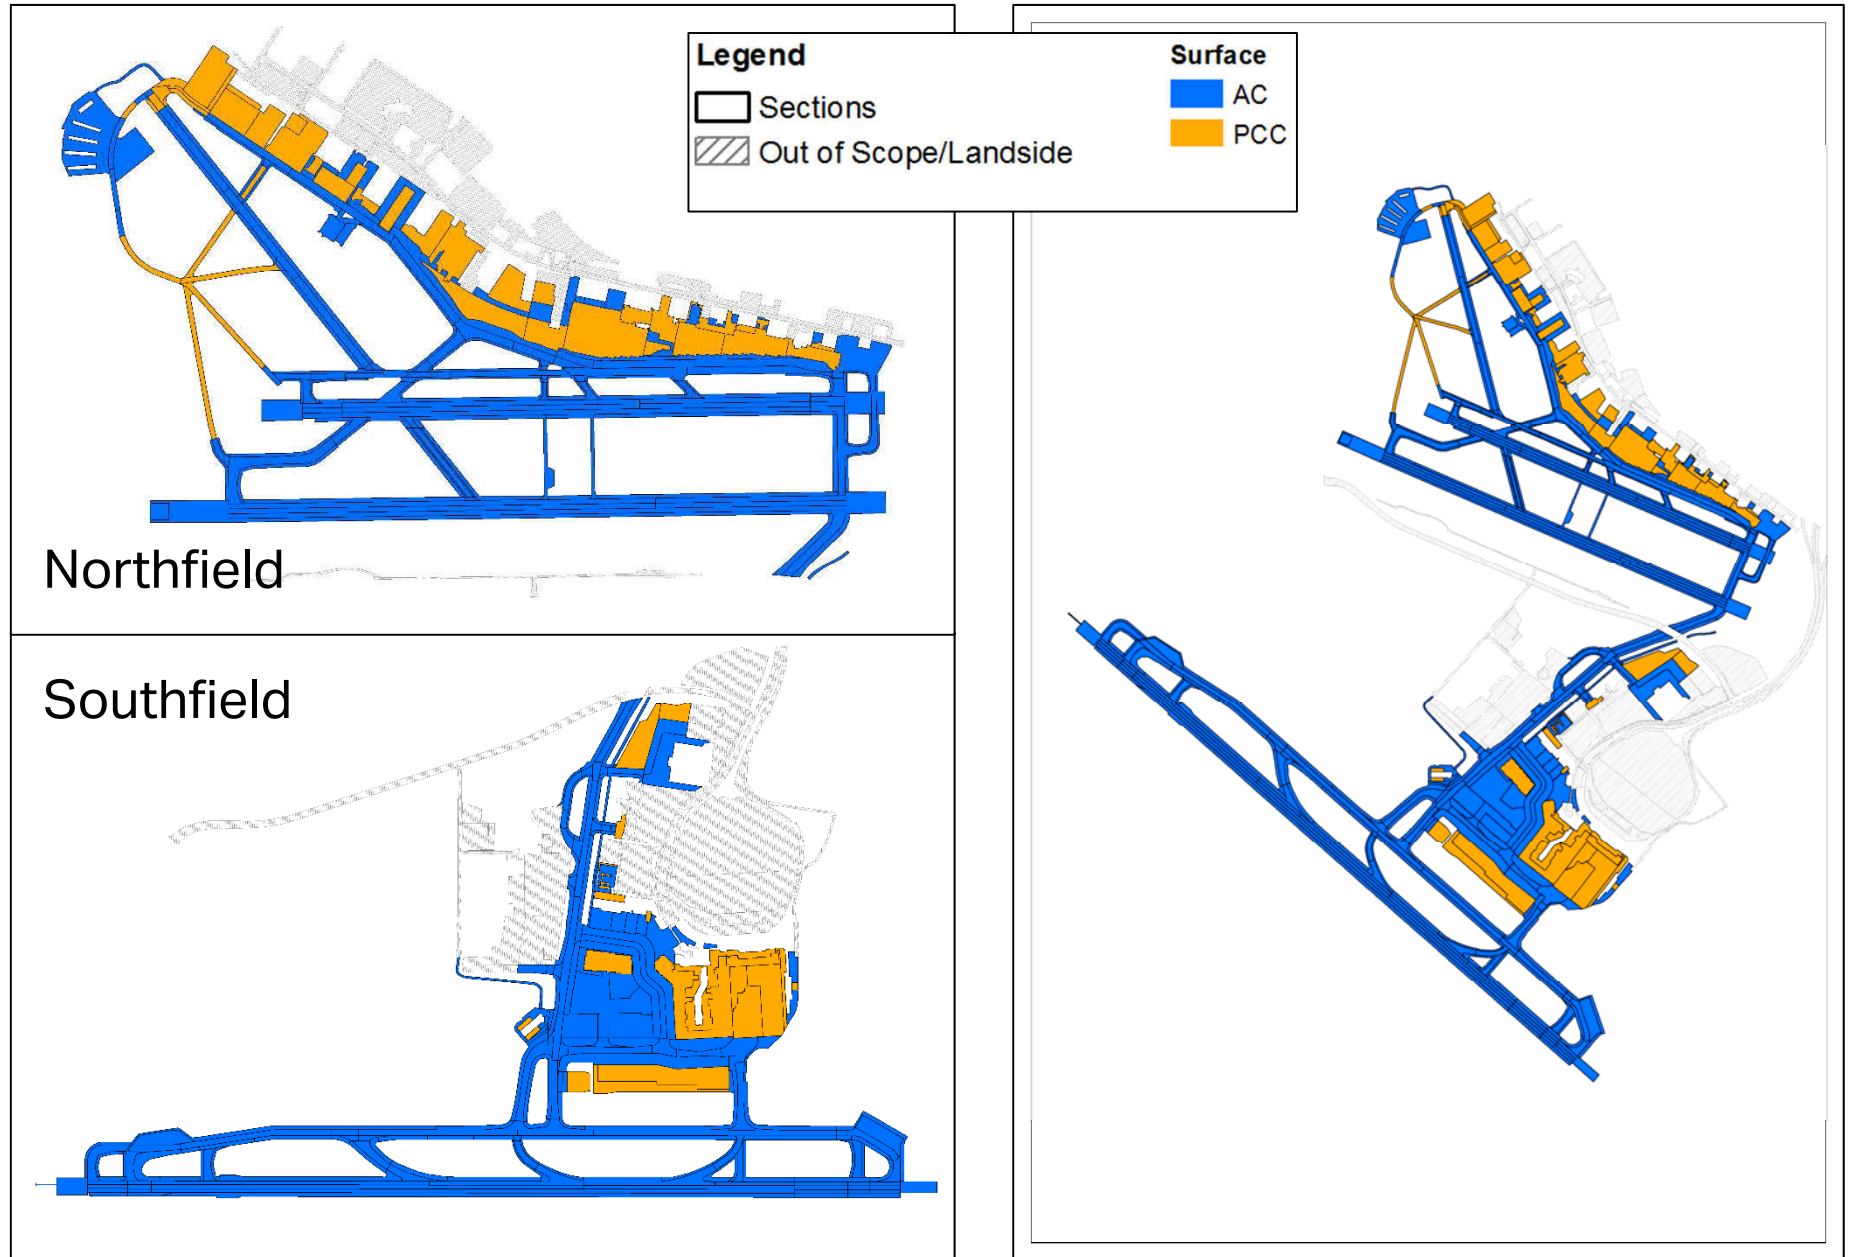 Legend
Sections
Out of Scope/Landside
Surface
AC
PCC
Northfield
Southfield